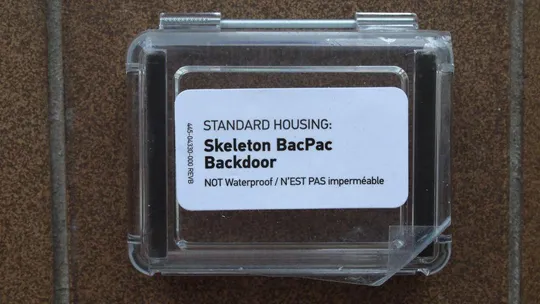 STANDARD HOUSING:
Skeleton BacPac
Backdoor
NOT Waterproof / N'EST PAS imperméable
445-04330-000 REVB